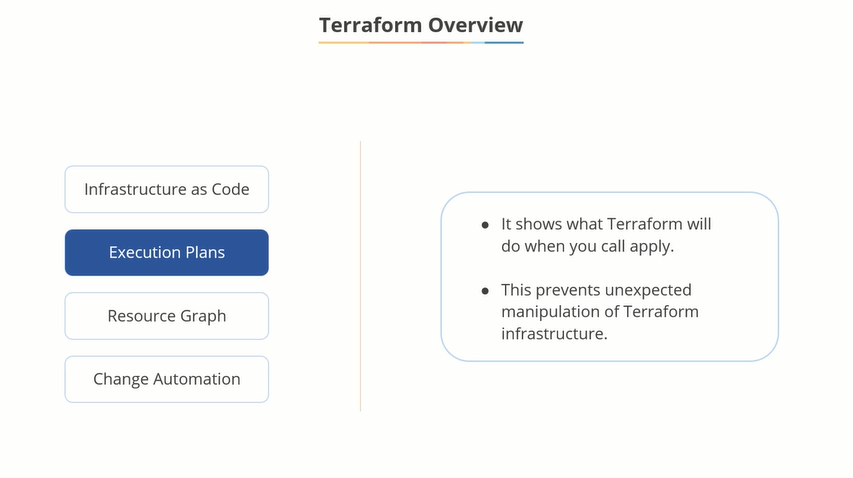 Terraform Overview
Infrastructure as Code
Execution Plans
Resource Graph
Change Automation
● It shows what Terraform will
do when you call apply.
● This prevents unexpected
manipulation of Terraform
infrastructure.